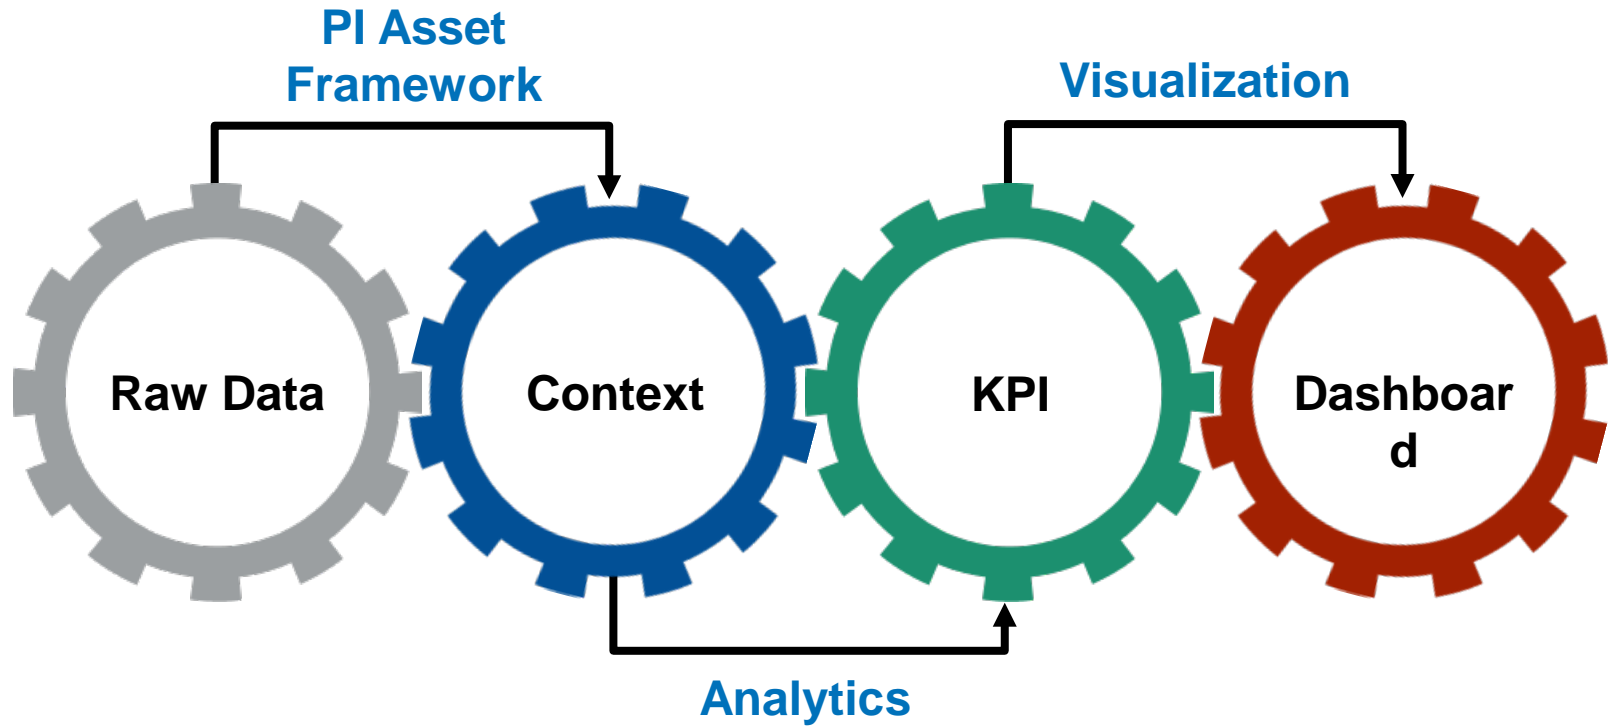 PI Asset
Framework
Visualization
Raw Data
Context
KPI
Dashboar
d
Analytics